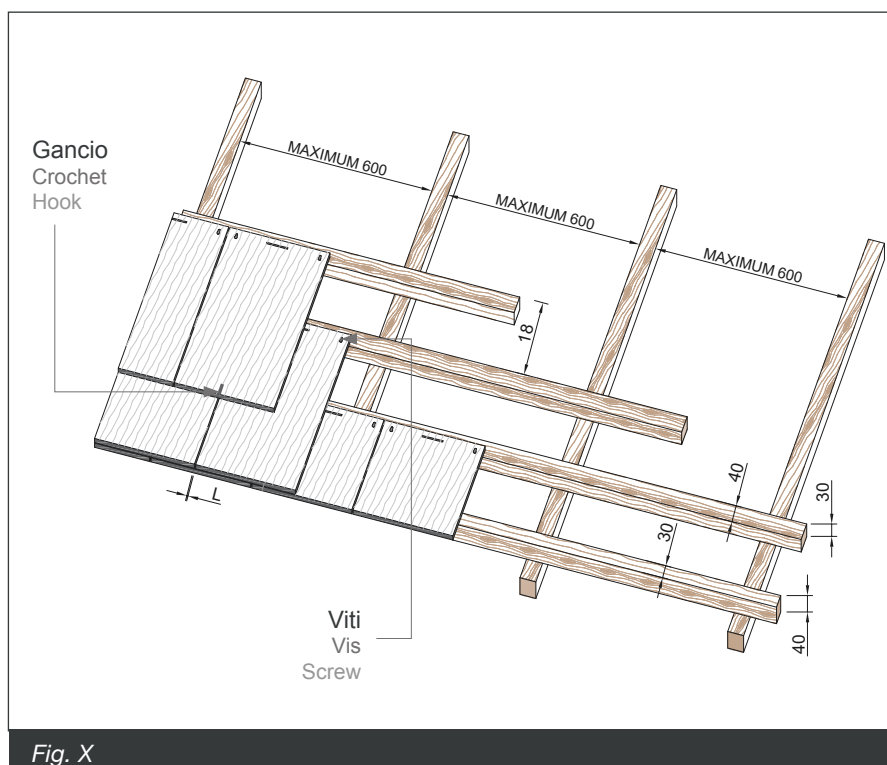 Gancio
Crochet
Hook
MAXIMUM 600
MAXIMUM 600
MAXIMUM 600
18
L
40
30
30
40
Viti
Vis
Screw
Fig. X